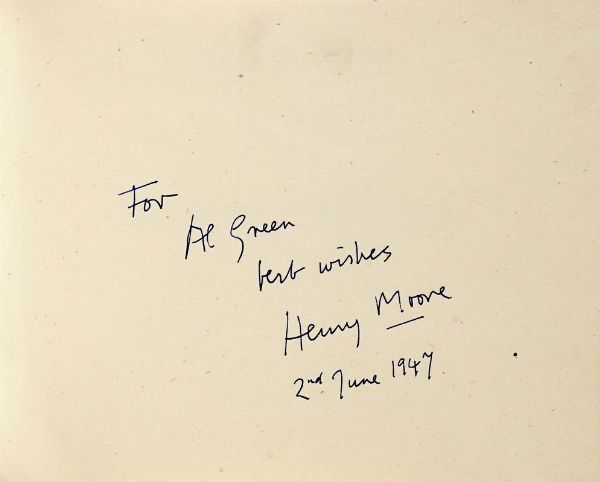 For
Al Green
best wishes
Henry Moore
2nd June 1947